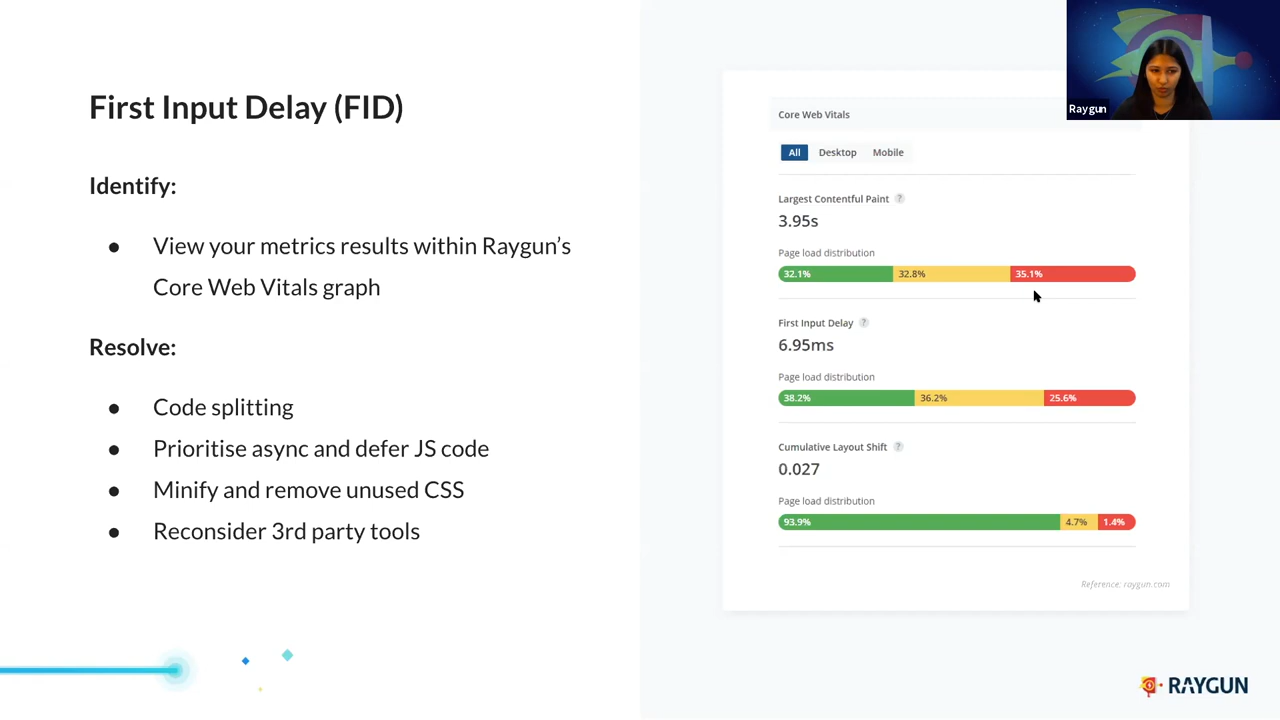 First Input Delay (FID)
Identify:
● View your metrics results within Raygun’s
Core Web Vitals graph
Resolve:
● Code splitting
● Prioritise async and defer JS code
● Minify and remove unused CSS
● Reconsider 3rd party tools
Raygun
Core Web Vitals
All Desktop Mobile
Largest Contentful Paint ?
3.95s
Page load distribution
32.1% 32.8% 35.1%
First Input Delay ?
6.95ms
Page load distribution
38.2% 36.2% 25.6%
Cumulative Layout Shift ?
0.027
Page load distribution
93.9% 4.7% 1.4%
Reference: raygun.com
RAYGUN